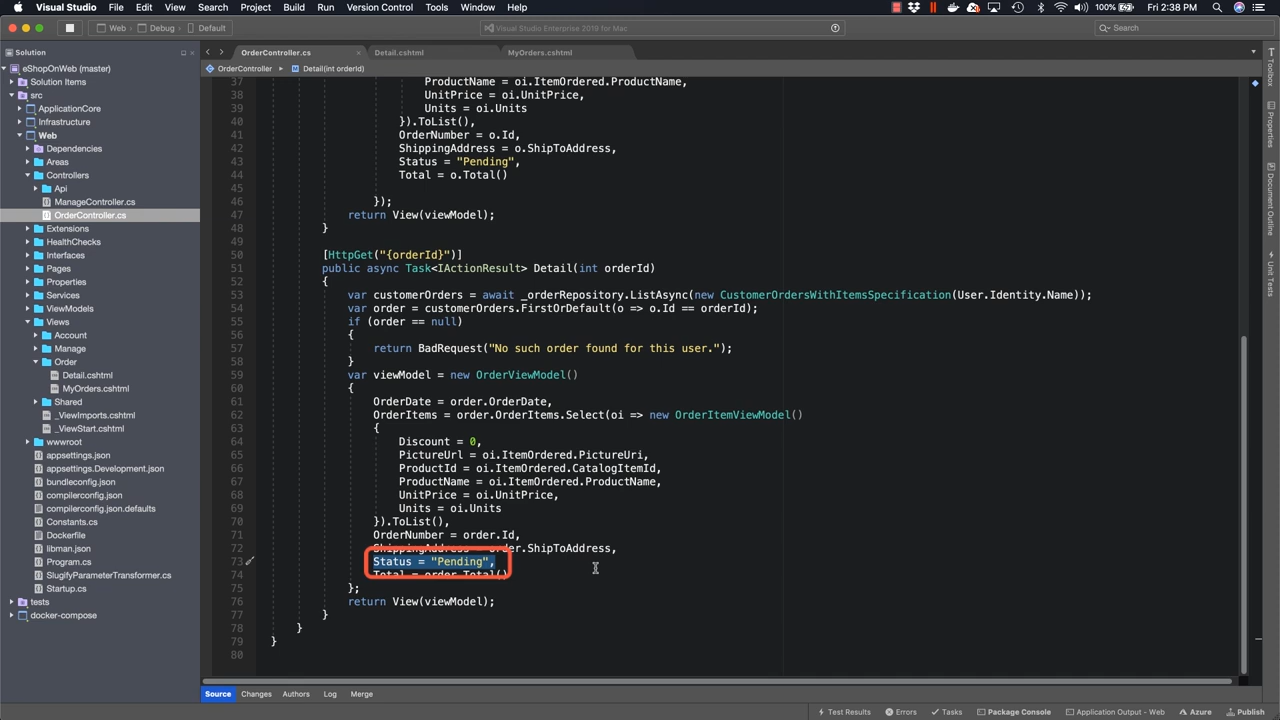 Visual Studio File Edit View Search Project Build Run Version Control Tools Window Help 100% Fri 2:38 PM
Web Debug Default Visual Studio Enterprise 2019 for Mac Search
Solution
OrderController.cs Detail.cshtml MyOrders.cshtml
OrderController Detail(int orderId)
eShopOnWeb (master)
Solution Items
src
ApplicationCore
Infrastructure
Web
Dependencies
Areas
Controllers
Api
ManageController.cs
OrderController.cs
Extensions
HealthChecks
Interfaces
Pages
Properties
Services
ViewModels
Views
Account
Manage
Order
Detail.cshtml
MyOrders.cshtml
Shared
_ViewImports.cshtml
_ViewStart.cshtml
wwwroot
appsettings.json
appsettings.Development.json
bundleconfig.json
compilerconfig.json
compilerconfig.json.defaults
Constants.cs
Dockerfile
libman.json
Program.cs
SlugifyParameterTransformer.cs
Startup.cs
tests
docker-compose
37 ProductName = oi.ItemOrdered.ProductName,
38 UnitPrice = oi.UnitPrice,
39 Units = oi.Units
40 }).ToList(),
41 OrderNumber = o.Id,
42 ShippingAddress = o.ShipToAddress,
43 Status = "Pending",
44 Total = o.Total()
45
46 });
47 return View(viewModel);
48 }
49
50 [HttpGet("{orderId}")]
51 public async Task<IActionResult> Detail(int orderId)
52 {
53 var customerOrders = await _orderRepository.ListAsync(new CustomerOrdersWithItemsSpecification(User.Identity.Name));
54 var order = customerOrders.FirstOrDefault(o => o.Id == orderId);
55 if (order == null)
56 {
57 return BadRequest("No such order found for this user.");
58 }
59 var viewModel = new OrderViewModel()
60 {
61 OrderDate = order.OrderDate,
62 OrderItems = order.OrderItems.Select(oi => new OrderItemViewModel()
63 {
64 Discount = 0,
65 PictureUrl = oi.ItemOrdered.PictureUri,
66 ProductId = oi.ItemOrdered.CatalogItemId,
67 ProductName = oi.ItemOrdered.ProductName,
68 UnitPrice = oi.UnitPrice,
69 Units = oi.Units
70 }).ToList(),
71 OrderNumber = order.Id,
72 ShippingAddress = order.ShipToAddress,
73 Status = "Pending",
74 Total = order.Total()
75 };
76 return View(viewModel);
77 }
78 }
79 }
80
Toolbox
Properties
Document Outline
Unit Tests
Source Changes Authors Log Merge
Test Results Errors Tasks Package Console Application Output - Web Azure Publish